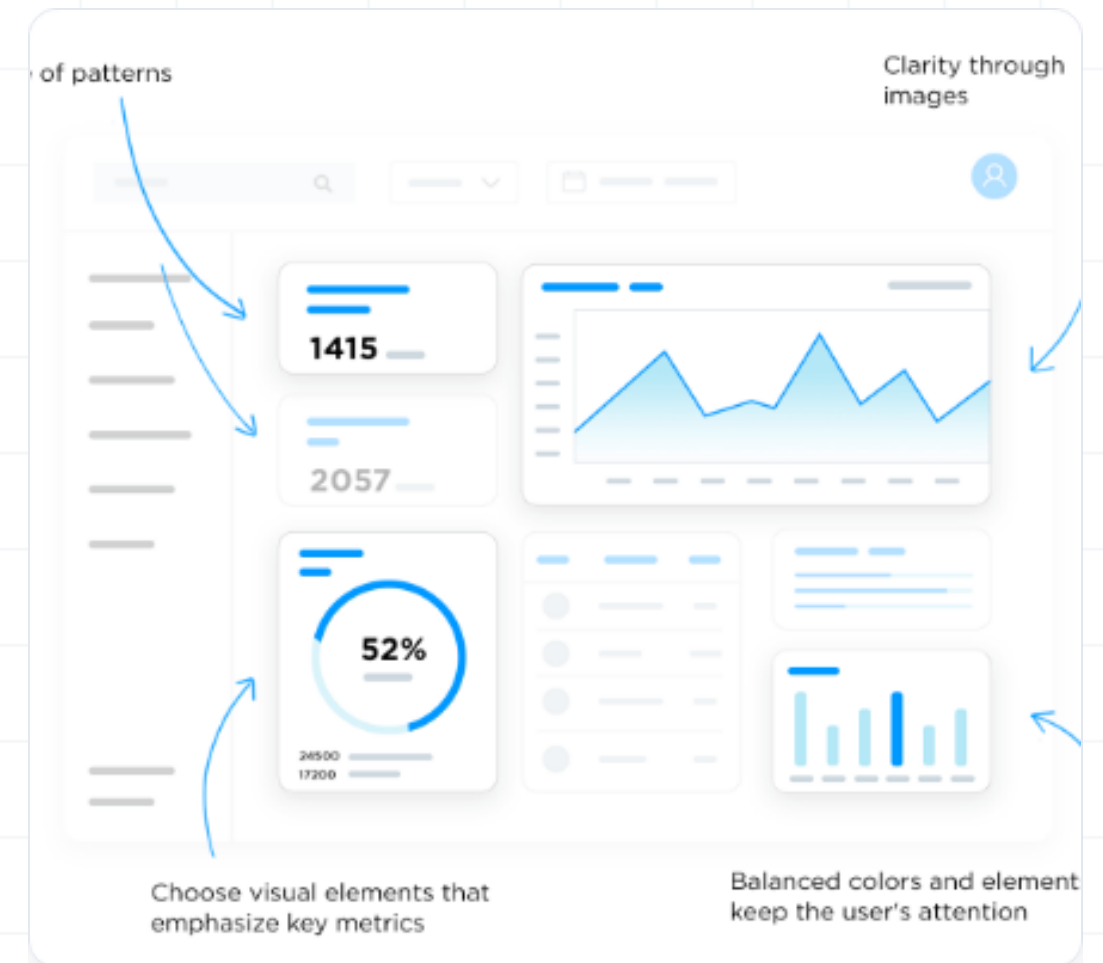 of patterns
Clarity through
images
1415
2057
52%
24500
17200
Choose visual elements that
emphasize key metrics
Balanced colors and element
keep the user's attention